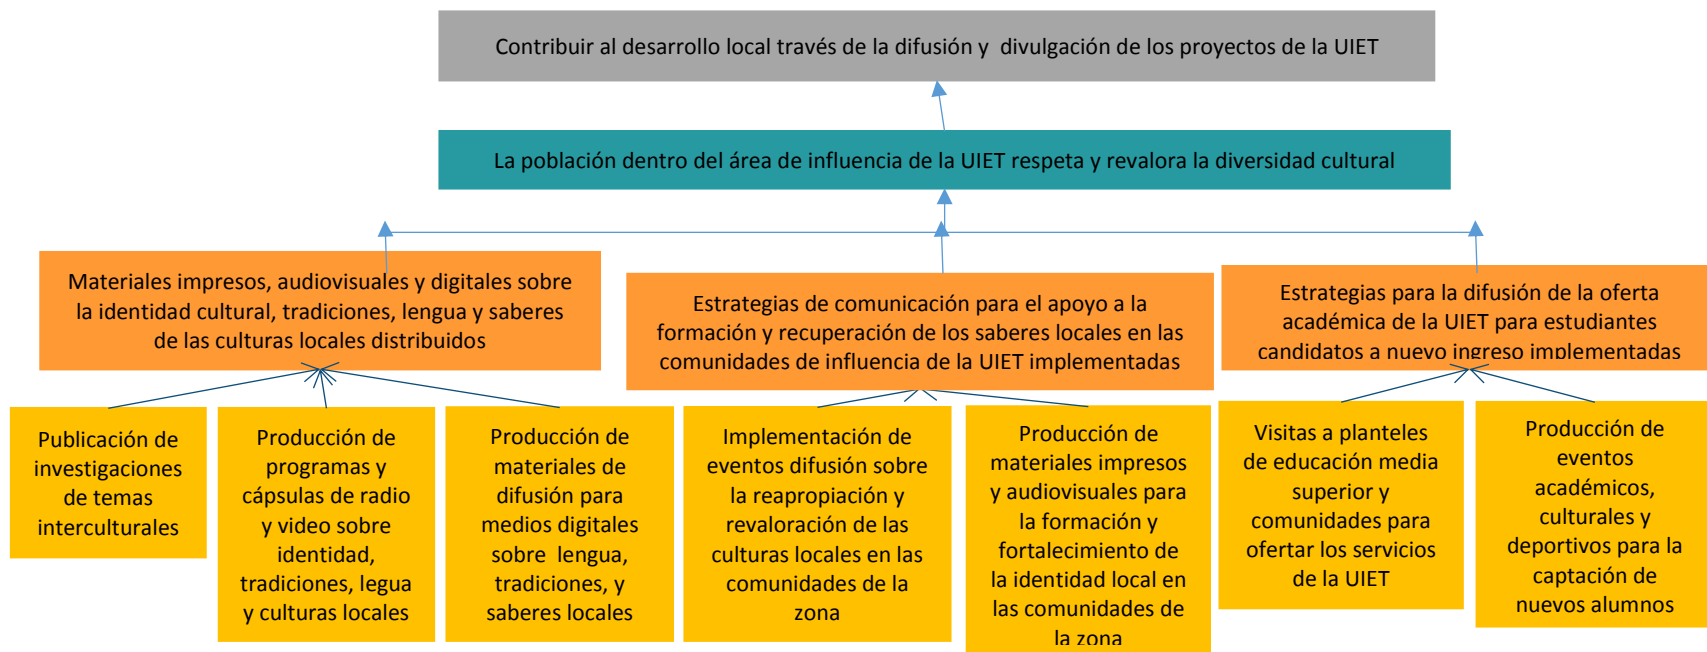 Contribuir al desarrollo local través de la difusión y divulgación de los proyectos de la UIET
La población dentro del área de influencia de la UIET respeta y revalora la diversidad cultural
Materiales impresos, audiovisuales y digitales sobre
la identidad cultural, tradiciones, lengua y saberes
de las culturas locales distribuidos
Estrategias de comunicación para el apoyo a la
formación y recuperación de los saberes locales en las
comunidades de influencia de la UIET implementadas
Estrategias para la difusión de la oferta
académica de la UIET para estudiantes
candidatos a nuevo ingreso implementadas
Publicación de
investigaciones
de temas
interculturales
Producción de
programas y
cápsulas de radio
y video sobre
identidad,
tradiciones, legua
y culturas locales
Producción de
materiales de
difusión para
medios digitales
sobre lengua,
tradiciones, y
saberes locales
Implementación de
eventos difusión sobre
la reapropiación y
revaloración de las
culturas locales en las
comunidades de la
zona
Producción de
materiales impresos
y audiovisuales para
la formación y
fortalecimiento de
la identidad local en
las comunidades de
la zona
Visitas a planteles
de educación media
superior y
comunidades para
ofertar los servicios
de la UIET
Producción de
eventos
académicos,
culturales y
deportivos para la
captación de
nuevos alumnos